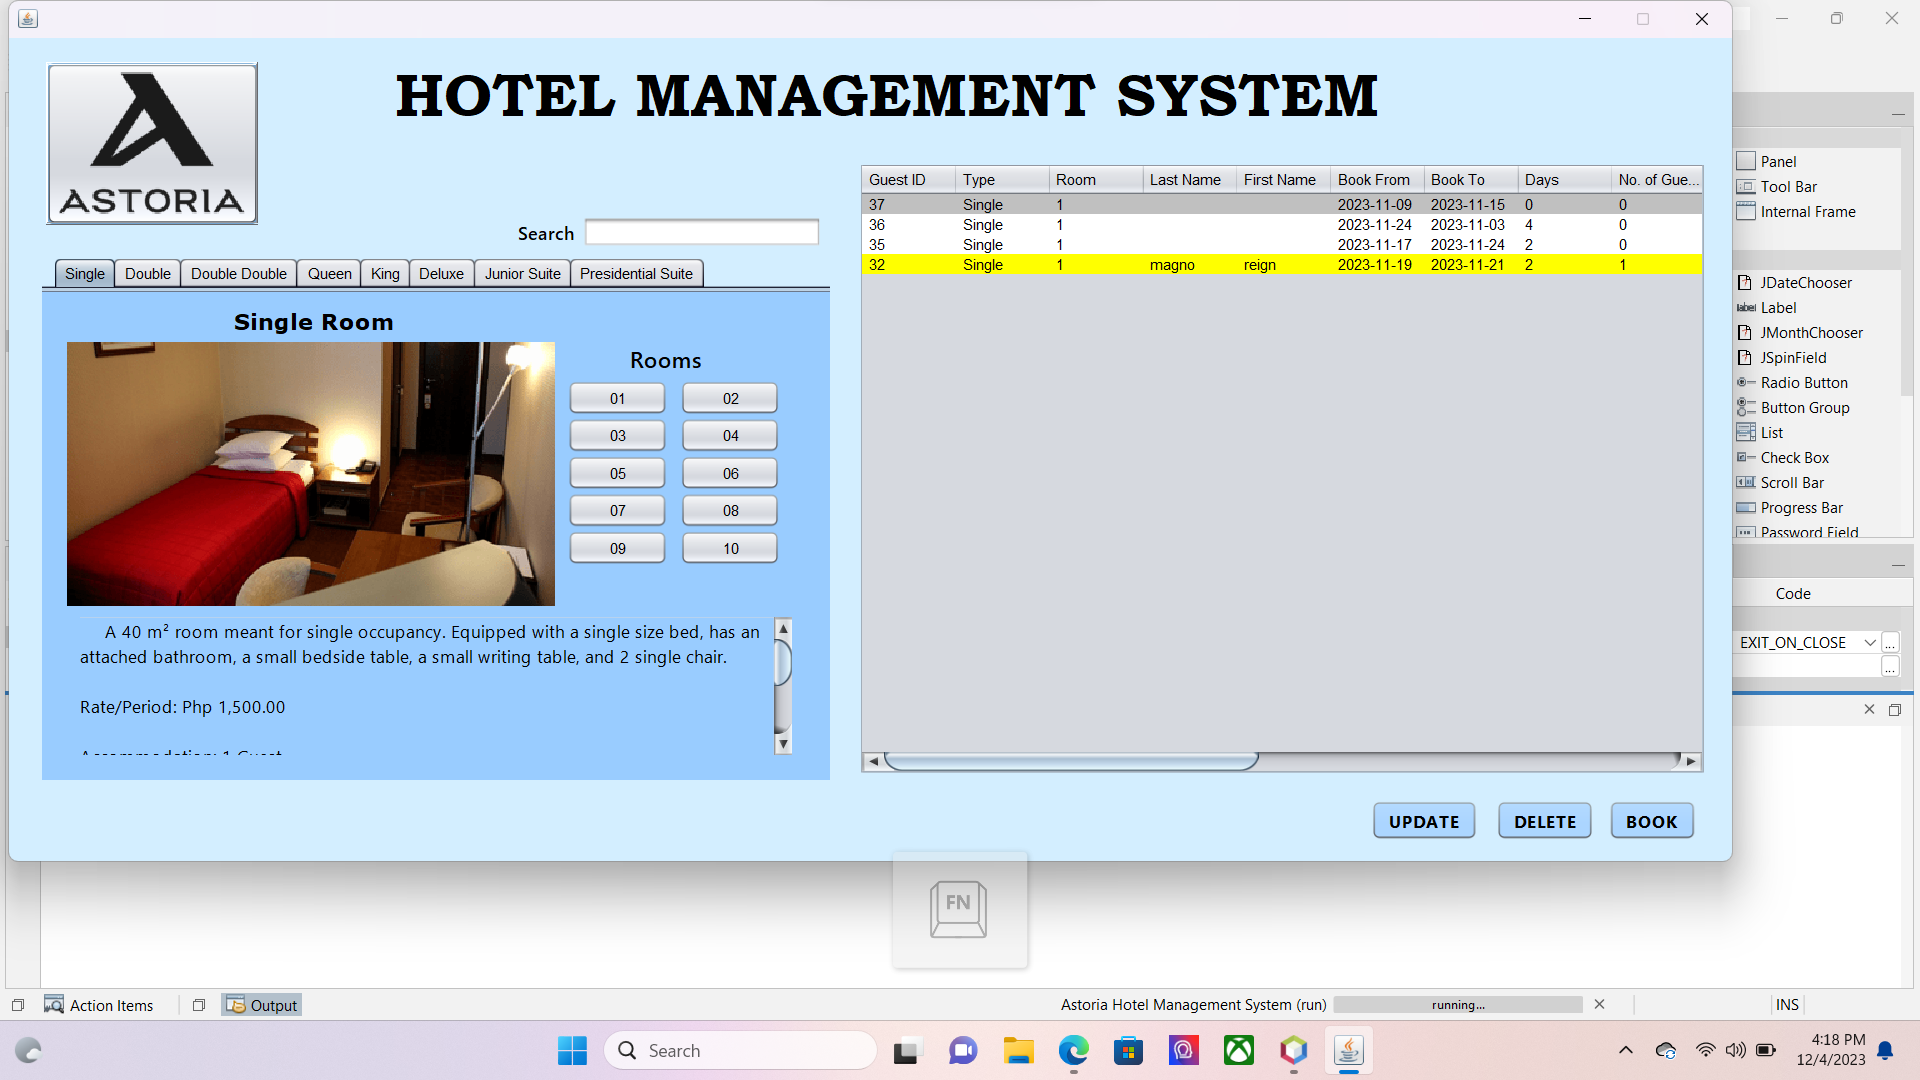 HOTEL MANAGEMENT SYSTEM
ASTORIA
Search
Single Double Double Double Queen King Deluxe Junior Suite Presidential Suite
Single Room
Rooms
01 02
03 04
05 06
07 08
09 10
A 40 m² room meant for single occupancy. Equipped with a single size bed, has an
attached bathroom, a small bedside table, a small writing table, and 2 single chair.
Rate/Period: Php 1,500.00
Accommodation: 1 Guest
Guest ID Type Room Last Name First Name Book From Book To Days No. of Gue...
37 Single 1 2023-11-09 2023-11-15 0 0
36 Single 1 2023-11-24 2023-11-03 4 0
35 Single 1 2023-11-17 2023-11-24 2 0
32 Single 1 magno reign 2023-11-19 2023-11-21 2 1
UPDATE DELETE BOOK
Panel
Tool Bar
Internal Frame
JDateChooser
Label
JMonthChooser
JSpinField
Radio Button
Button Group
List
Check Box
Scroll Bar
Progress Bar
Password Field
Code
EXIT_ON_CLOSE
...
...
FN
Action Items Output Astoria Hotel Management System (run) running... INS
Search
4:18 PM
12/4/2023